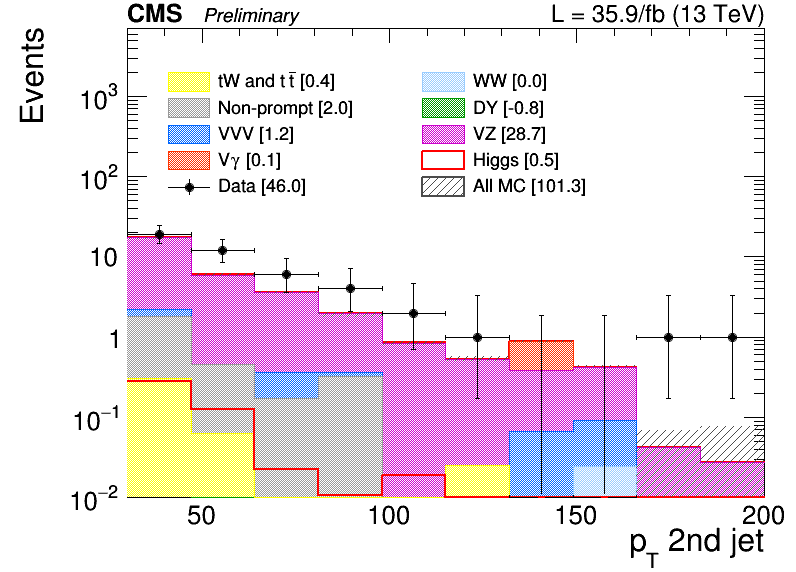 CMS Preliminary L = 35.9/fb (13 TeV)
Events
tW and t t̄ [0.4] WW [0.0]
Non-prompt [2.0] DY [-0.8]
VVV [1.2] VZ [28.7]
Vγ [0.1] Higgs [0.5]
Data [46.0] All MC [101.3]
10³
10²
10
1
10⁻¹
10⁻²
50 100 150 200
p_T 2nd jet